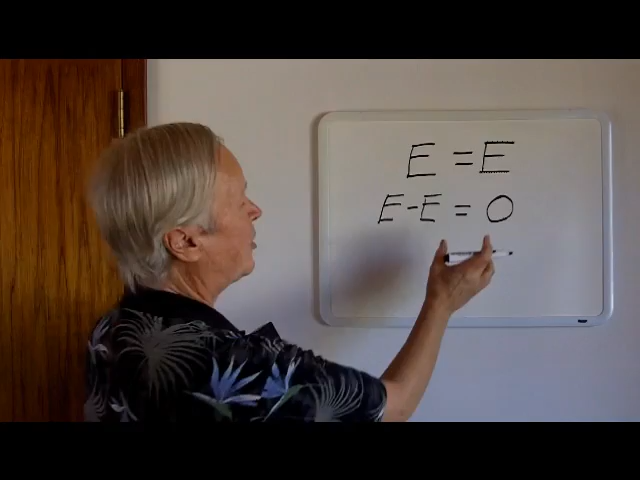 E = E
E - E = 0